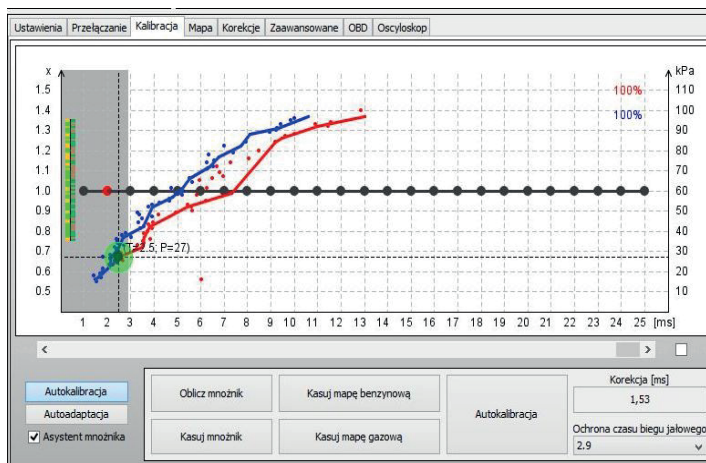 Ustawienia Przełączanie Kalibracja Mapa Korekcje Zaawansowane OBD Oscyloskop
x kPa
1.5 110
1.4 100% 100
1.3 100% 90
1.2 80
1.1 70
1.0 60
0.9 50
0.8 40
0.7 (T=2.5; P=27) 30
0.6 20
0.5 10
1 2 3 4 5 6 7 8 9 10 11 12 13 14 15 16 17 18 19 20 21 22 23 24 25 [ms]
< >
Autokalibracja
Autoadaptacja
Asystent mnożnika
Oblicz mnożnik
Kasuj mapę benzynową
Kasuj mnożnik
Kasuj mapę gazową
Autokalibracja
Korekcja [ms]
1,53
Ochrona czasu biegu jałowego
2.9